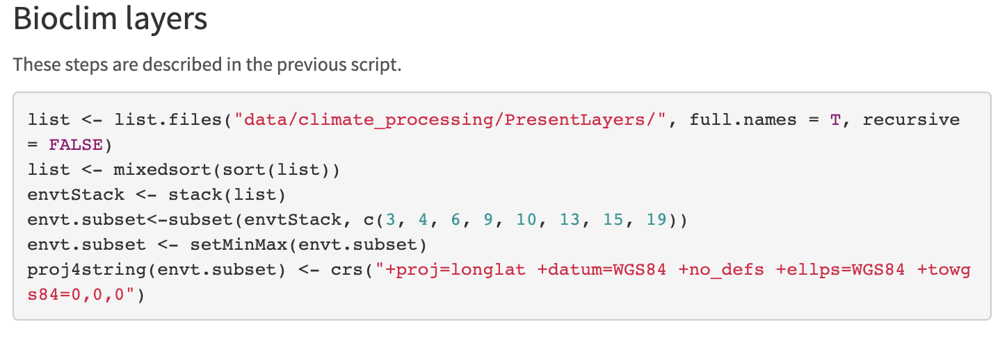 Bioclim layers
These steps are described in the previous script.
list <- list.files("data/climate_processing/PresentLayers/", full.names = T, recursive
= FALSE)
list <- mixedsort(sort(list))
envtStack <- stack(list)
envt.subset<-subset(envtStack, c(3, 4, 6, 9, 10, 13, 15, 19))
envt.subset <- setMinMax(envt.subset)
proj4string(envt.subset) <- crs("+proj=longlat +datum=WGS84 +no_defs +ellps=WGS84 +towg
s84=0,0,0")